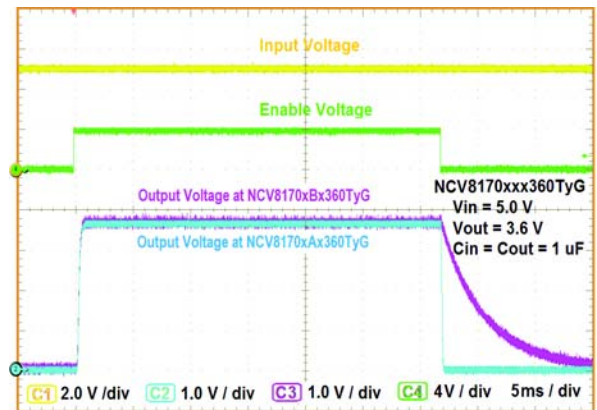 Input Voltage
Enable Voltage
NCV8170xxx360TyG
Output Voltage at NCV8170xBx360TyG
Vin = 5.0 V
Vout = 3.6 V
Output Voltage at NCV8170xAx360TyG
Cin = Cout = 1 uF
C1 2.0 V /div C2 1.0 V / div C3 1.0 V / div C4 4V / div 5ms / div